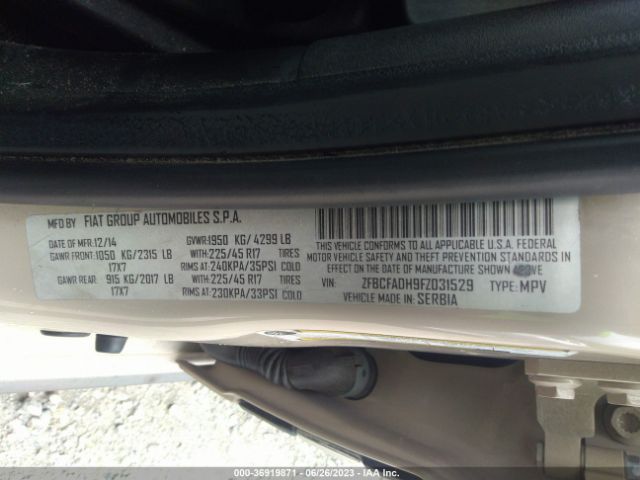 MFD BY FIAT GROUP AUTOMOBILES S.P.A.
DATE OF MFR:12/14 GVWR:1950 KG/ 4299 LB
GAWR FRONT:1050 KG/2315 LB WITH:225/45 R17 TIRES
17X7 RIMS AT:240KPA/35PSI COLD
GAWR REAR: 915 KG/2017 LB WITH:225/45 R17 TIRES
17X7 RIMS AT:230KPA/33PSI COLD
THIS VEHICLE CONFORMS TO ALL APPLICABLE U.S.A. FEDERAL
MOTOR VEHICLE SAFETY AND THEFT PREVENTION STANDARDS IN
EFFECT ON THE DATE OF MANUFACTURE SHOWN ABOVE
VIN: ZFBCFADH9FZ031529 TYPE: MPV
VEHICLE MADE IN: SERBIA
000-36919871 - 06/26/2023 - IAAI.COM